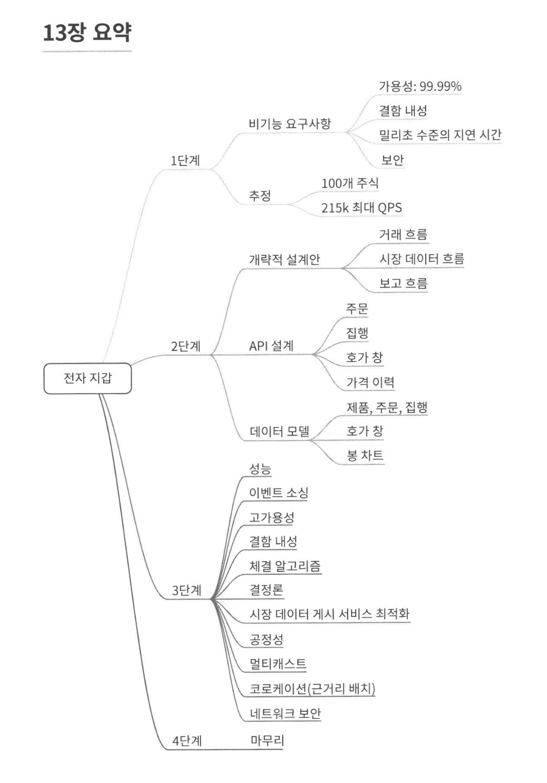 13장 요약
전자 지갑
1단계
비기능 요구사항
가용성: 99.99%
결함 내성
밀리초 수준의 지연 시간
보안
추정
100개 주식
215k 최대 QPS
2단계
개략적 설계안
거래 흐름
시장 데이터 흐름
보고 흐름
API 설계
주문
집행
호가 창
가격 이력
데이터 모델
제품, 주문, 집행
호가 창
봉 차트
3단계
성능
이벤트 소싱
고가용성
결함 내성
체결 알고리즘
결정론
시장 데이터 게시 서비스 최적화
공정성
멀티캐스트
코로케이션(근거리 배치)
네트워크 보안
4단계
마무리